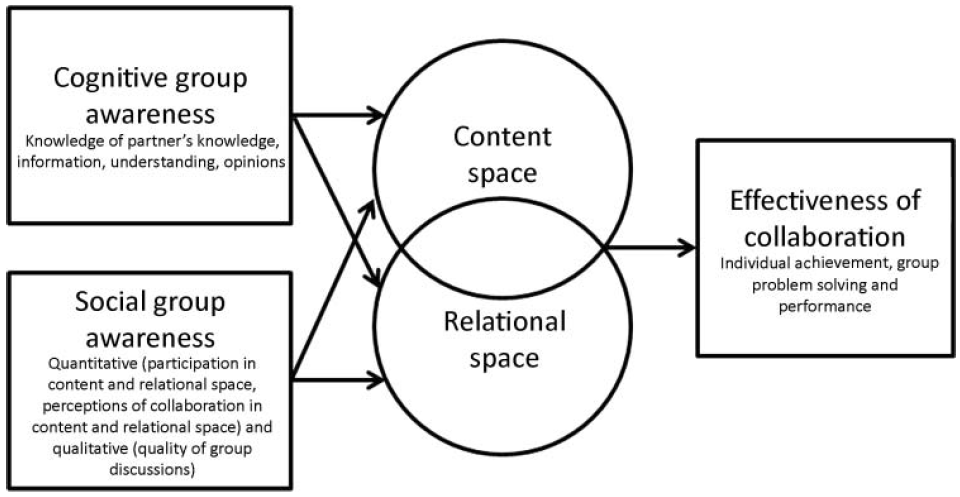 Cognitive group
awareness
Knowledge of partner's knowledge,
information, understanding, opinions
Social group
awareness
Quantitative (participation in
content and relational space,
perceptions of collaboration in
content and relational space) and
qualitative (quality of group
discussions)
Content
space
Relational
space
Effectiveness of
collaboration
Individual achievement, group
problem solving and
performance